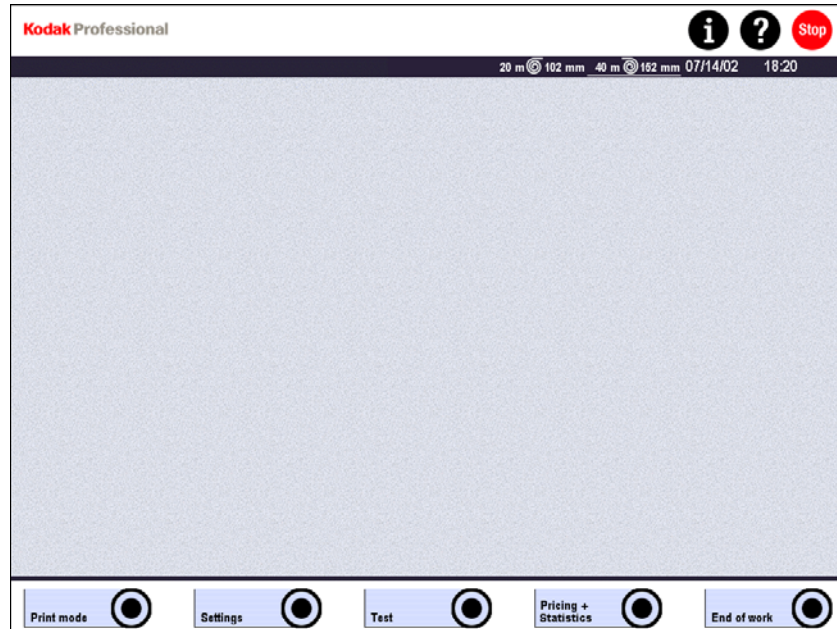 Kodak Professional
i ? Stop
20 m 102 mm 40 m 152 mm 07/14/02 18:20
Print mode
Settings
Test
Pricing +
Statistics
End of work